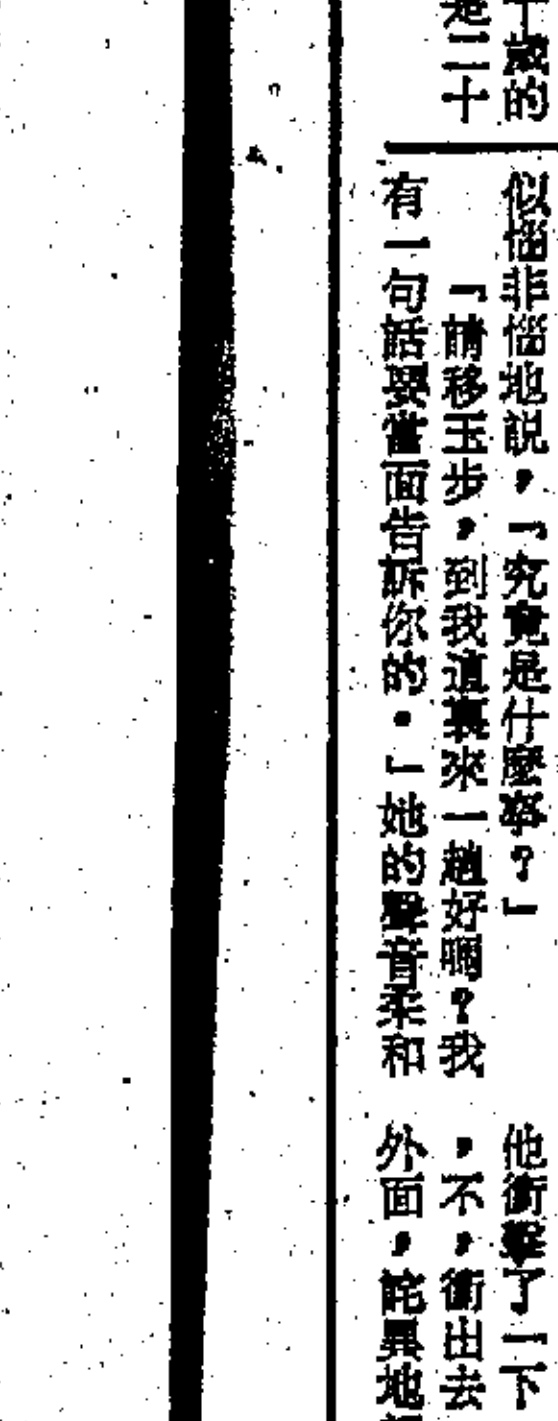 十歲的
是二十
似惱非惱地說，『究竟是什麼事？』
『請移玉步，到我這裏來一趟好嗎？我
有一句話要當面告訴你的。』她的聲音柔和
他衝擊了一下
，不，衝出去
外面，詫異地